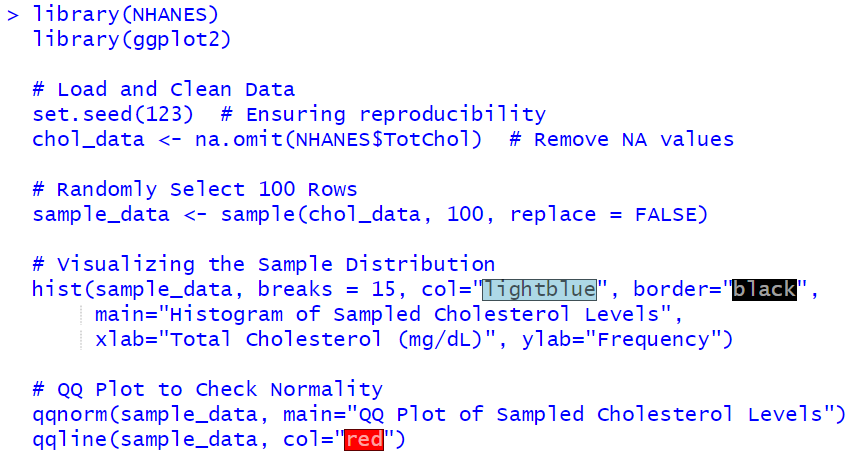 > library(NHANES)
library(ggplot2)
# Load and Clean Data
set.seed(123)  # Ensuring reproducibility
chol_data <- na.omit(NHANES$TotChol)  # Remove NA values
# Randomly Select 100 Rows
sample_data <- sample(chol_data, 100, replace = FALSE)
# Visualizing the Sample Distribution
hist(sample_data, breaks = 15, col="lightblue", border="black",
main="Histogram of Sampled Cholesterol Levels",
xlab="Total Cholesterol (mg/dL)", ylab="Frequency")
# QQ Plot to Check Normality
qqnorm(sample_data, main="QQ Plot of Sampled Cholesterol Levels")
qqline(sample_data, col="red")